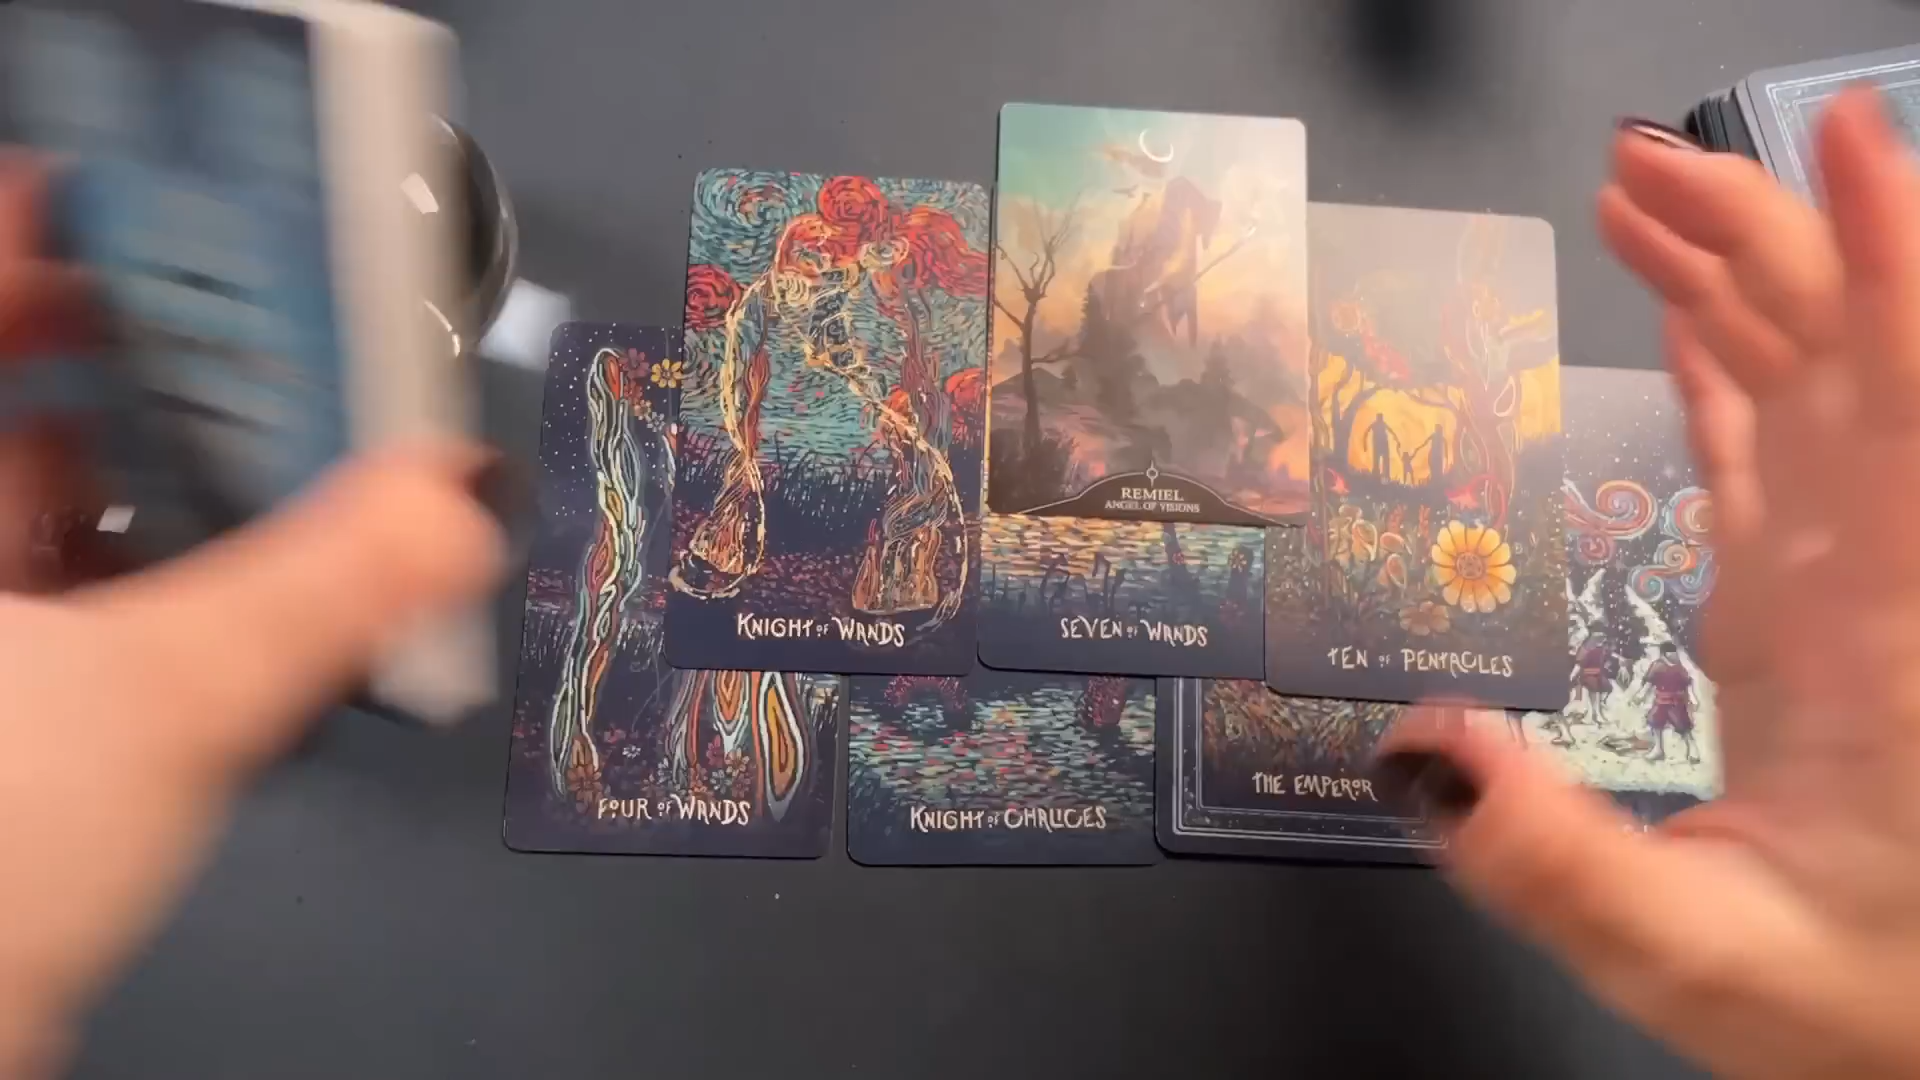 REMIEL
ANGEL OF VISIONS
KNIGHT OF WANDS
SEVEN OF WANDS
TEN OF PENTACLES
FOUR OF WANDS
KNIGHT OF CHALICES
THE EMPEROR